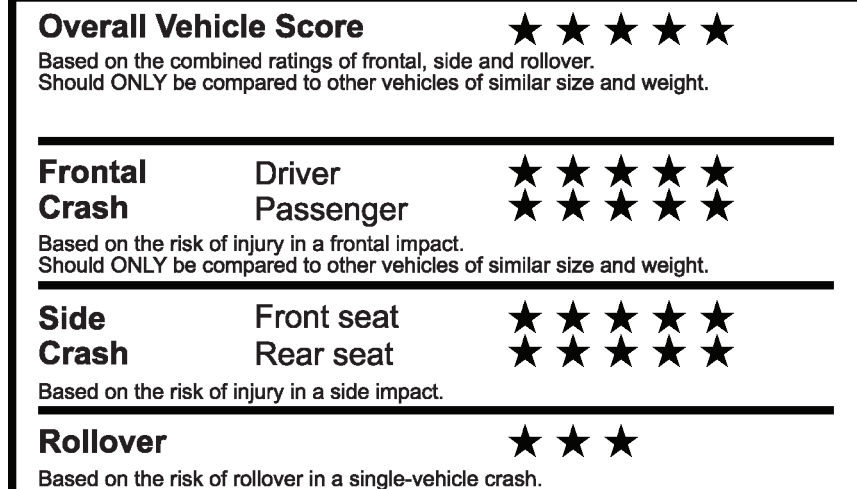 Overall Vehicle Score ★ ★ ★ ★ ★
Based on the combined ratings of frontal, side and rollover.
Should ONLY be compared to other vehicles of similar size and weight.
Frontal Driver ★ ★ ★ ★ ★
Crash Passenger ★ ★ ★ ★ ★
Based on the risk of injury in a frontal impact.
Should ONLY be compared to other vehicles of similar size and weight.
Side Front seat ★ ★ ★ ★ ★
Crash Rear seat ★ ★ ★ ★ ★
Based on the risk of injury in a side impact.
Rollover ★ ★ ★
Based on the risk of rollover in a single-vehicle crash.